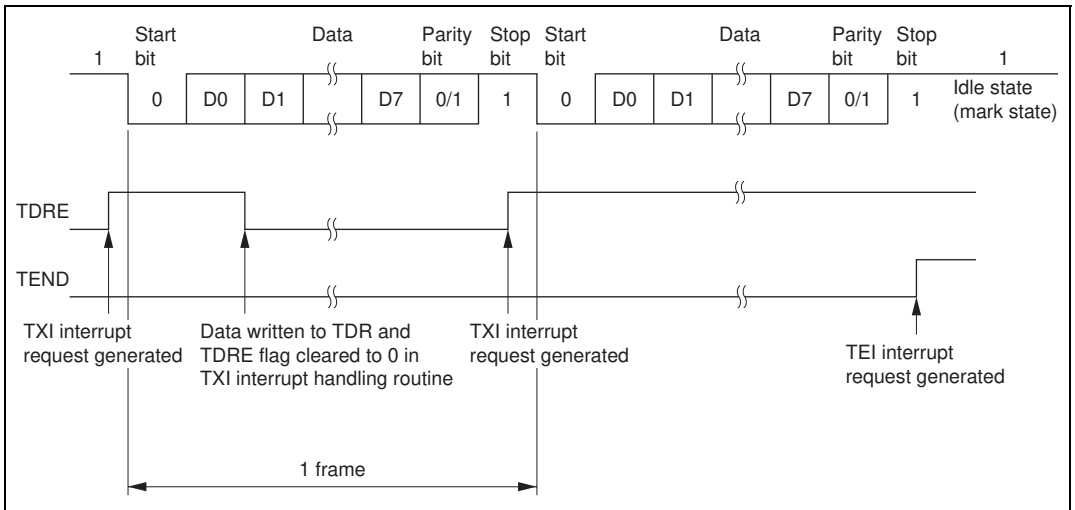 Start Data Parity Stop Start Data Parity Stop
1 bit bit bit bit bit bit 1
0 D0 D1 D7 0/1 1 0 D0 D1 D7 0/1 1 Idle state
(mark state)
TDRE
TEND
TXI interrupt
request generated
Data written to TDR and
TDRE flag cleared to 0 in
TXI interrupt handling routine
TXI interrupt
request generated
TEI interrupt
request generated
1 frame